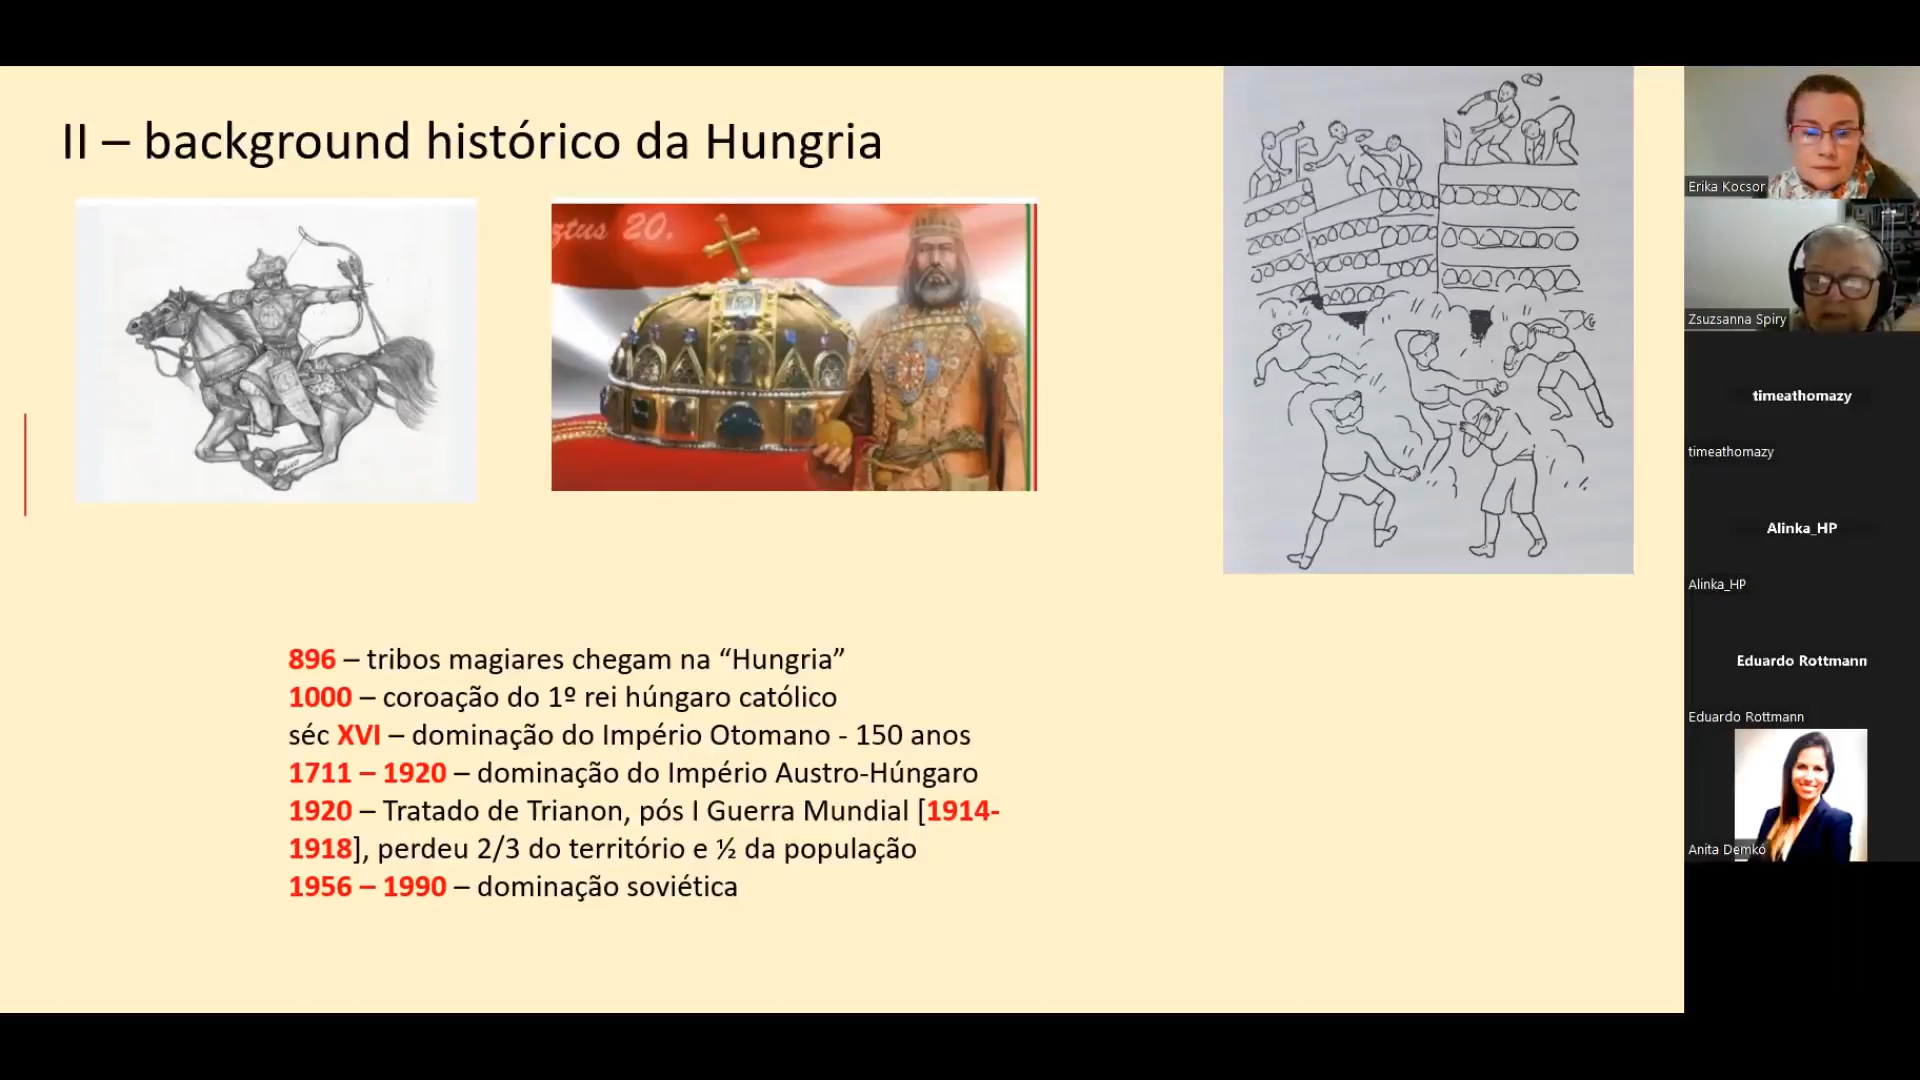 II – background histórico da Hungria
ztus 20.
896 – tribos magiares chegam na “Hungria”
1000 – coroação do 1º rei húngaro católico
séc XVI – dominação do Império Otomano - 150 anos
1711 – 1920 – dominação do Império Austro-Húngaro
1920 – Tratado de Trianon, pós I Guerra Mundial [1914-
1918], perdeu 2/3 do território e ½ da população
1956 – 1990 – dominação soviética
Erika Kocsor
Zsuzsanna Spiry
timeathomazy
timeathomazy
Alinka_HP
Alinka_HP
Eduardo Rottmann
Eduardo Rottmann
Anita Demkó